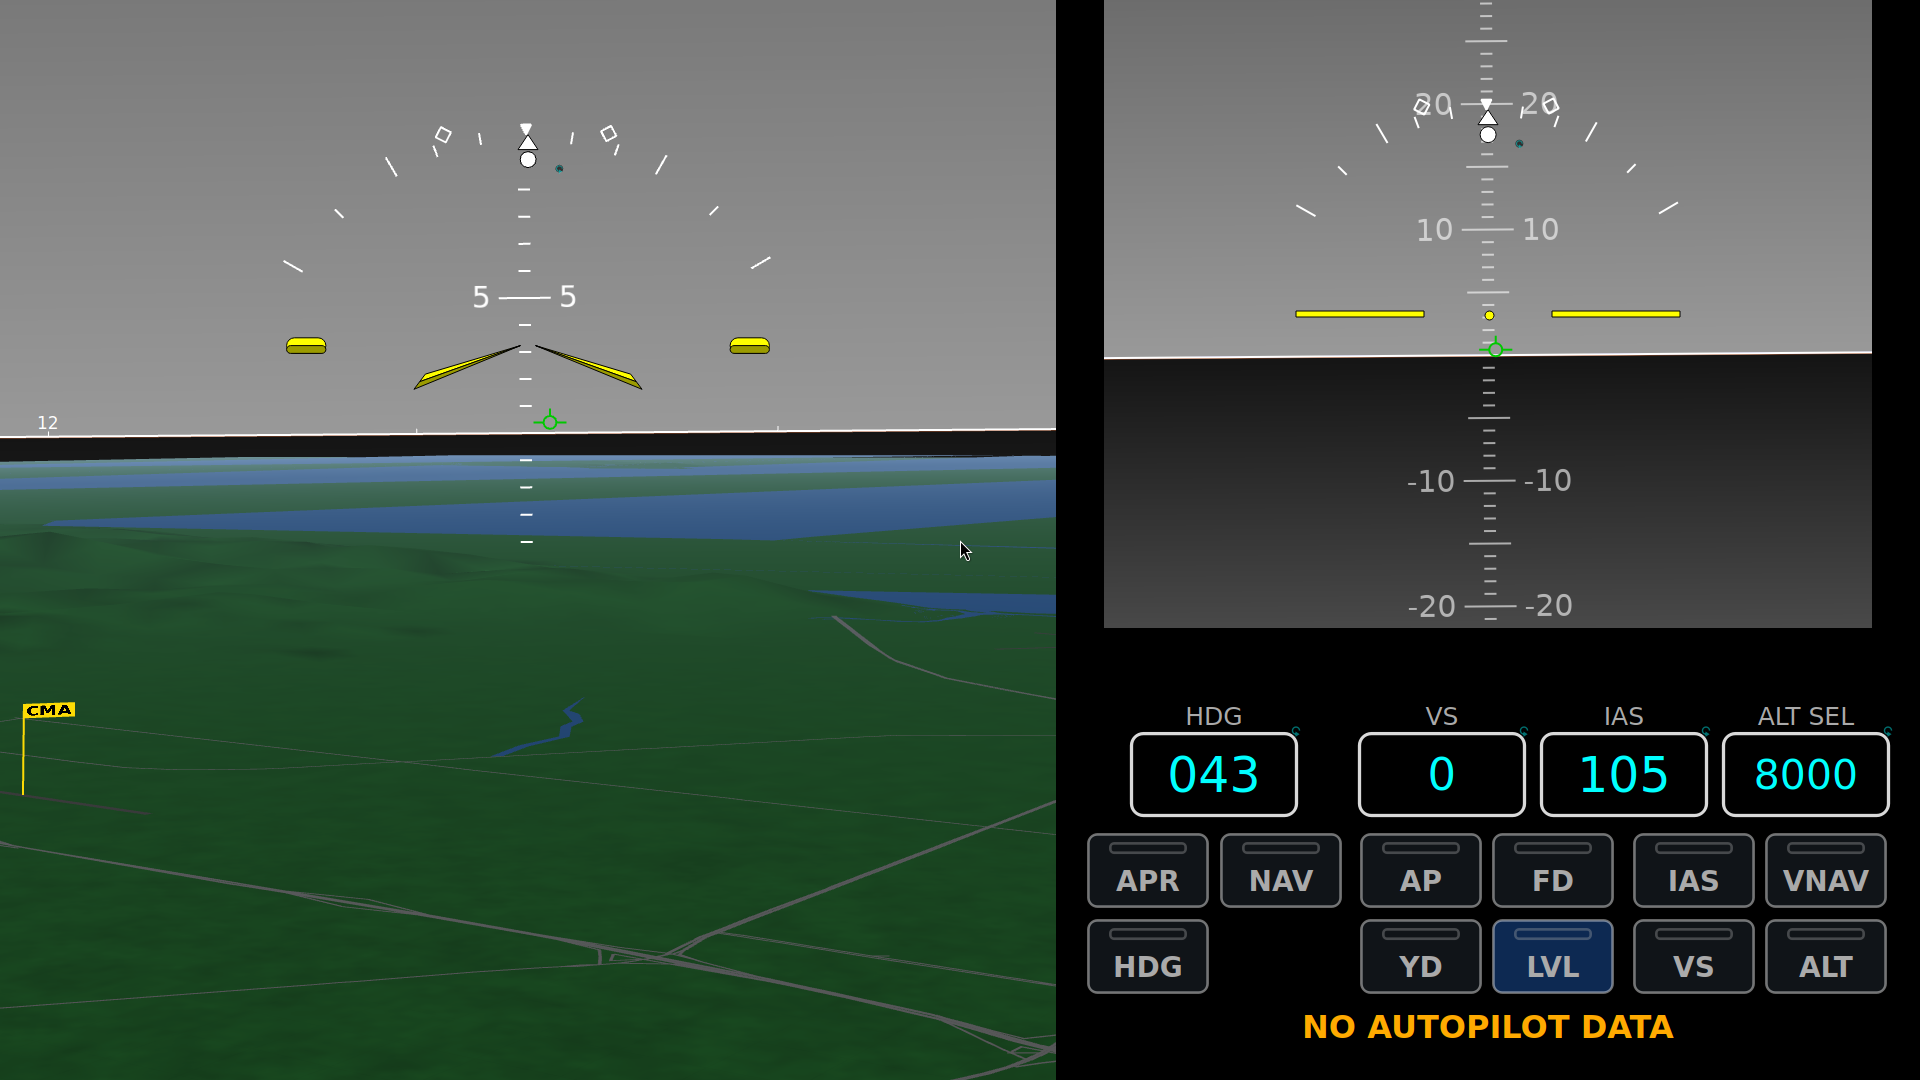 5 5
12
CMA
20 20
10 10
-10 -10
-20 -20
HDG VS IAS ALT SEL
043 0 105 8000
APR NAV AP FD IAS VNAV
HDG YD LVL VS ALT
NO AUTOPILOT DATA